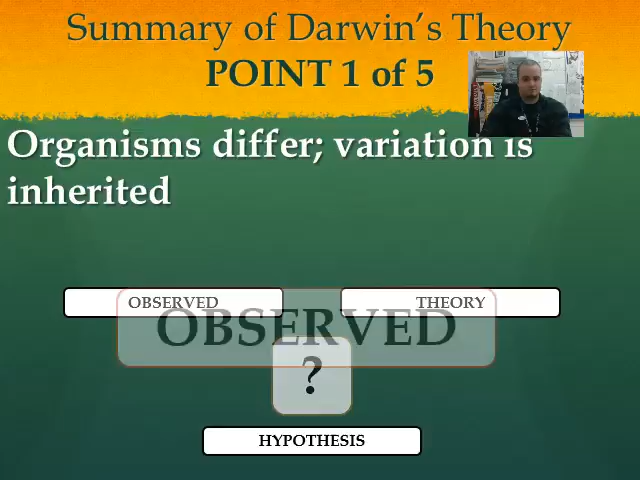 Summary of Darwin's Theory
POINT 1 of 5
Organisms differ; variation is
inherited
OBSERVED THEORY
OBSERVED
?
HYPOTHESIS